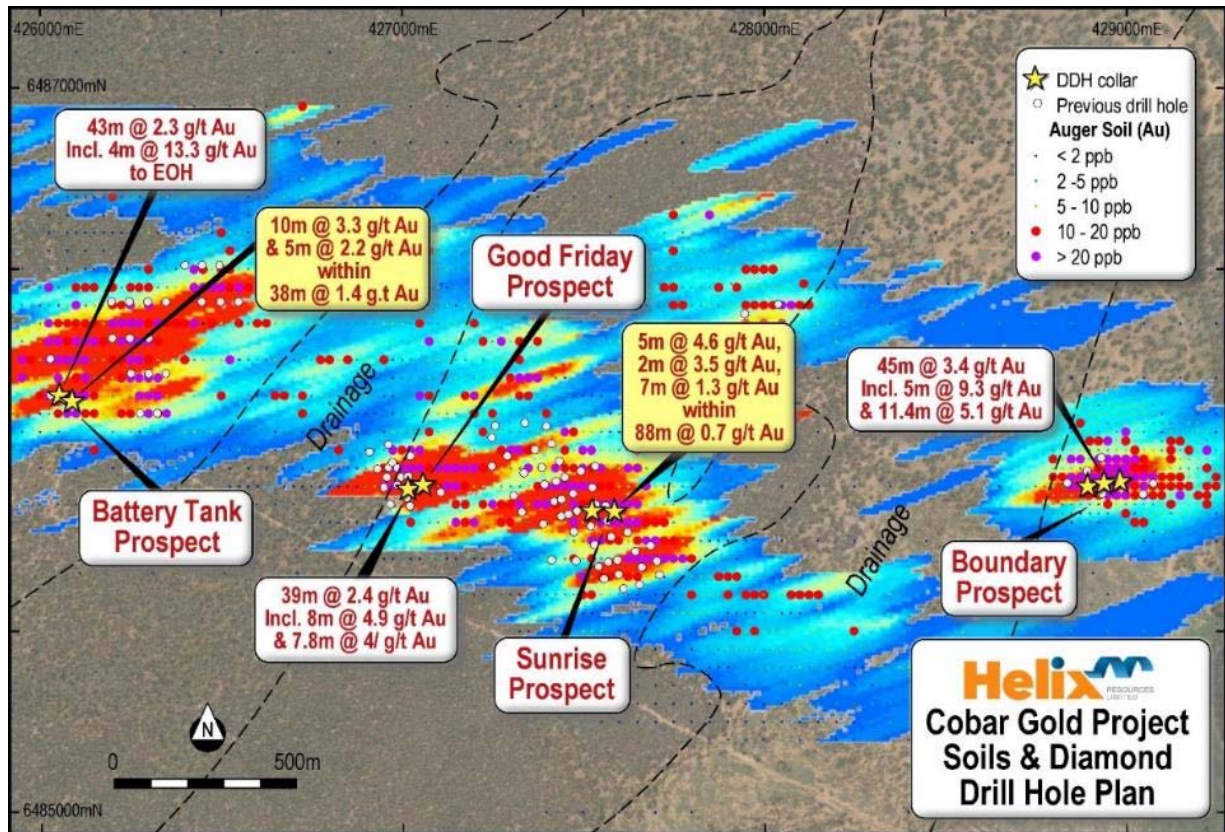 426000mE
427000mE
428000mE
429000mE
6487000mN
DDH collar
Previous drill hole
Auger Soil (Au)
< 2 ppb
2 -5 ppb
5 - 10 ppb
10 - 20 ppb
> 20 ppb
43m @ 2.3 g/t Au
Incl. 4m @ 13.3 g/t Au
to EOH
10m @ 3.3 g/t Au
& 5m @ 2.2 g/t Au
within
38m @ 1.4 g.t Au
Good Friday
Prospect
5m @ 4.6 g/t Au,
2m @ 3.5 g/t Au,
7m @ 1.3 g/t Au
within
88m @ 0.7 g/t Au
45m @ 3.4 g/t Au
Incl. 5m @ 9.3 g/t Au
& 11.4m @ 5.1 g/t Au
Drainage
Battery Tank
Prospect
39m @ 2.4 g/t Au
Incl. 8m @ 4.9 g/t Au
& 7.8m @ 4/ g/t Au
Sunrise
Prospect
Drainage
Boundary
Prospect
N
0
500m
Helix
RESOURCES
LIMITED
Cobar Gold Project
Soils & Diamond
Drill Hole Plan
6485000mN